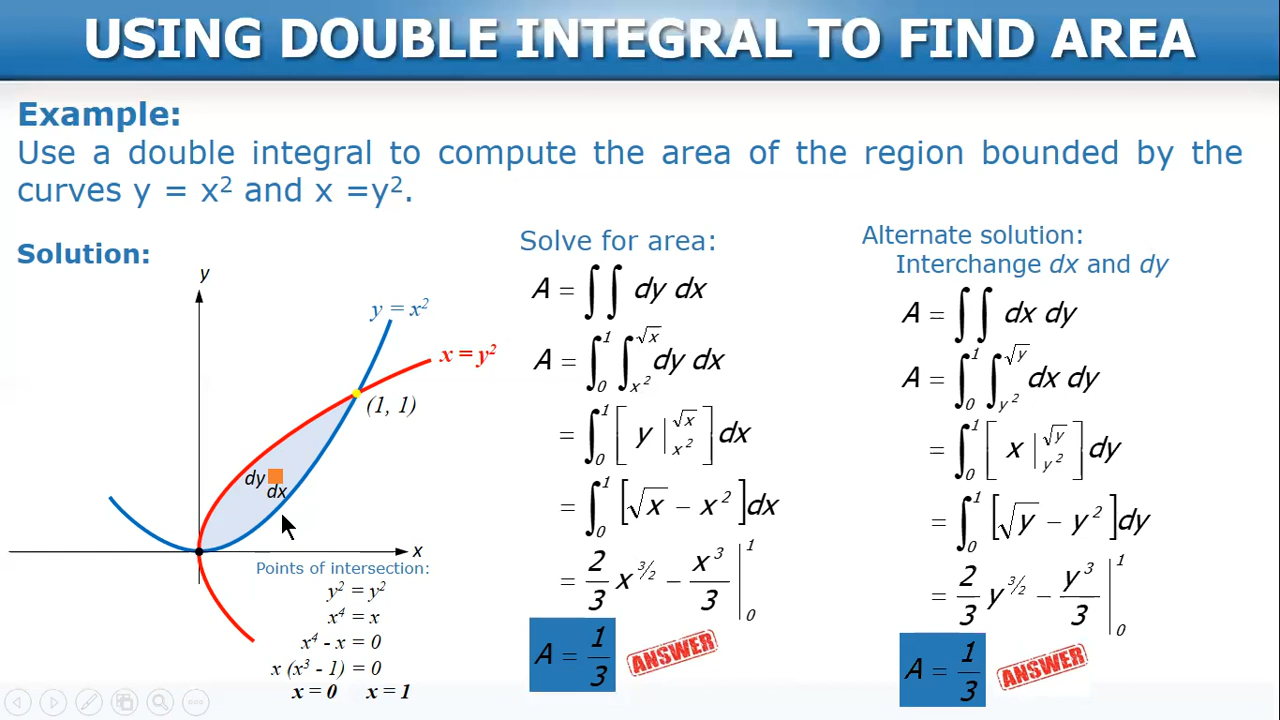 USING DOUBLE INTEGRAL TO FIND AREA
Example:
Use a double integral to compute the area of the region bounded by the
curves y = x² and x =y².
Solution:
y
y = x²
x = y²
(1, 1)
dy
dx
x
Points of intersection:
y² = y²
x⁴ = x
x⁴ - x = 0
x (x³ - 1) = 0
x = 0 x = 1
Solve for area:
A = ∫∫ dy dx
A = ∫₀¹ ∫_{x²}^{√x} dy dx
= ∫₀¹ [ y |_{x²}^{√x} ] dx
= ∫₀¹ [√x − x²] dx
= 2/3 x^{3/2} − x³/3 |₀¹
A = 1/3
ANSWER
Alternate solution:
Interchange dx and dy
A = ∫∫ dx dy
A = ∫₀¹ ∫_{y²}^{√y} dx dy
= ∫₀¹ [ x |_{y²}^{√y} ] dy
= ∫₀¹ [√y − y²] dy
= 2/3 y^{3/2} − y³/3 |₀¹
A = 1/3
ANSWER